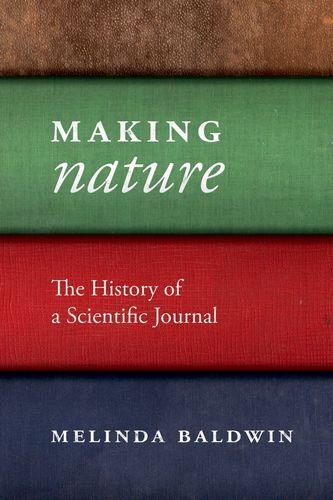 MAKING
nature
The History of
a Scientific Journal
MELINDA BALDWIN